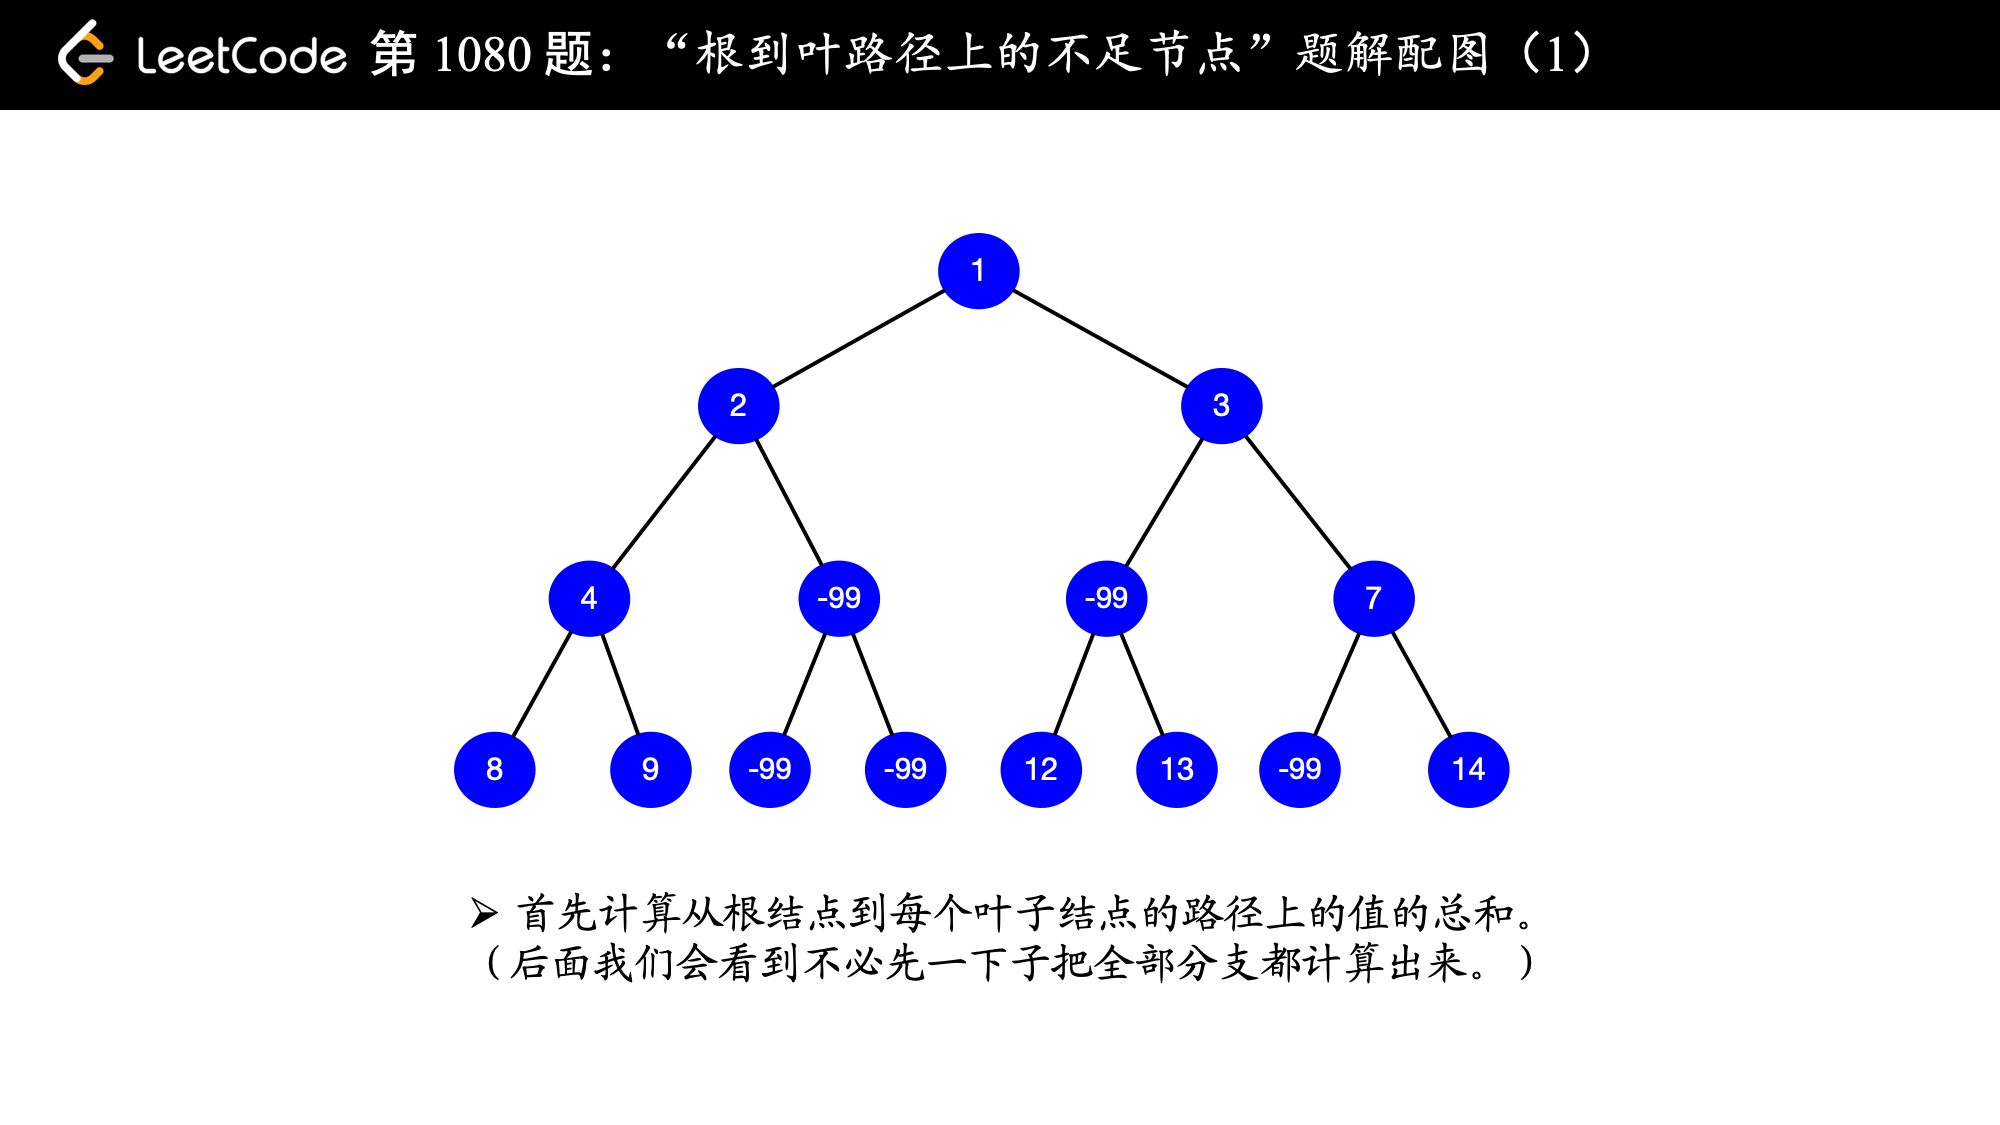 LeetCode 第 1080 题：“根到叶路径上的不足节点”题解配图（1）
1
2 3
4 -99 -99 7
8 9 -99 -99 12 13 -99 14
➢ 首先计算从根结点到每个叶子结点的路径上的值的总和。
（后面我们会看到不必先一下子把全部分支都计算出来。）